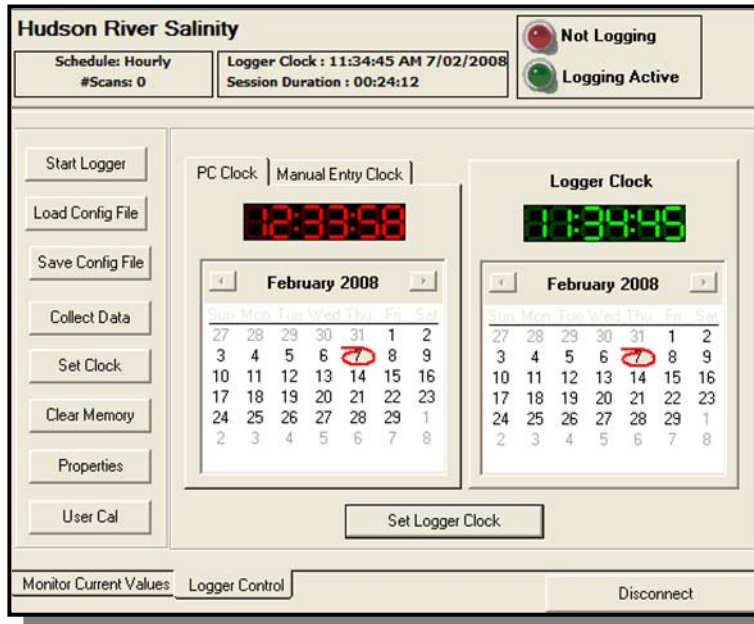 Hudson River Salinity
Schedule: Hourly
#Scans: 0
Logger Clock : 11:34:45 AM 7/02/2008
Session Duration : 00:24:12
Not Logging
Logging Active
Start Logger
Load Config File
Save Config File
Collect Data
Set Clock
Clear Memory
Properties
User Cal
PC Clock
Manual Entry Clock
12:33:58
February 2008
Sun Mon Tue Wed Thu Fri Sat
27 28 29 30 31 1 2
3 4 5 6 7 8 9
10 11 12 13 14 15 16
17 18 19 20 21 22 23
24 25 26 27 28 29 1
2 3 4 5 6 7 8
Logger Clock
11:34:45
February 2008
Sun Mon Tue Wed Thu Fri Sat
27 28 29 30 31 1 2
3 4 5 6 7 8 9
10 11 12 13 14 15 16
17 18 19 20 21 22 23
24 25 26 27 28 29 1
2 3 4 5 6 7 8
Set Logger Clock
Monitor Current Values
Logger Control
Disconnect